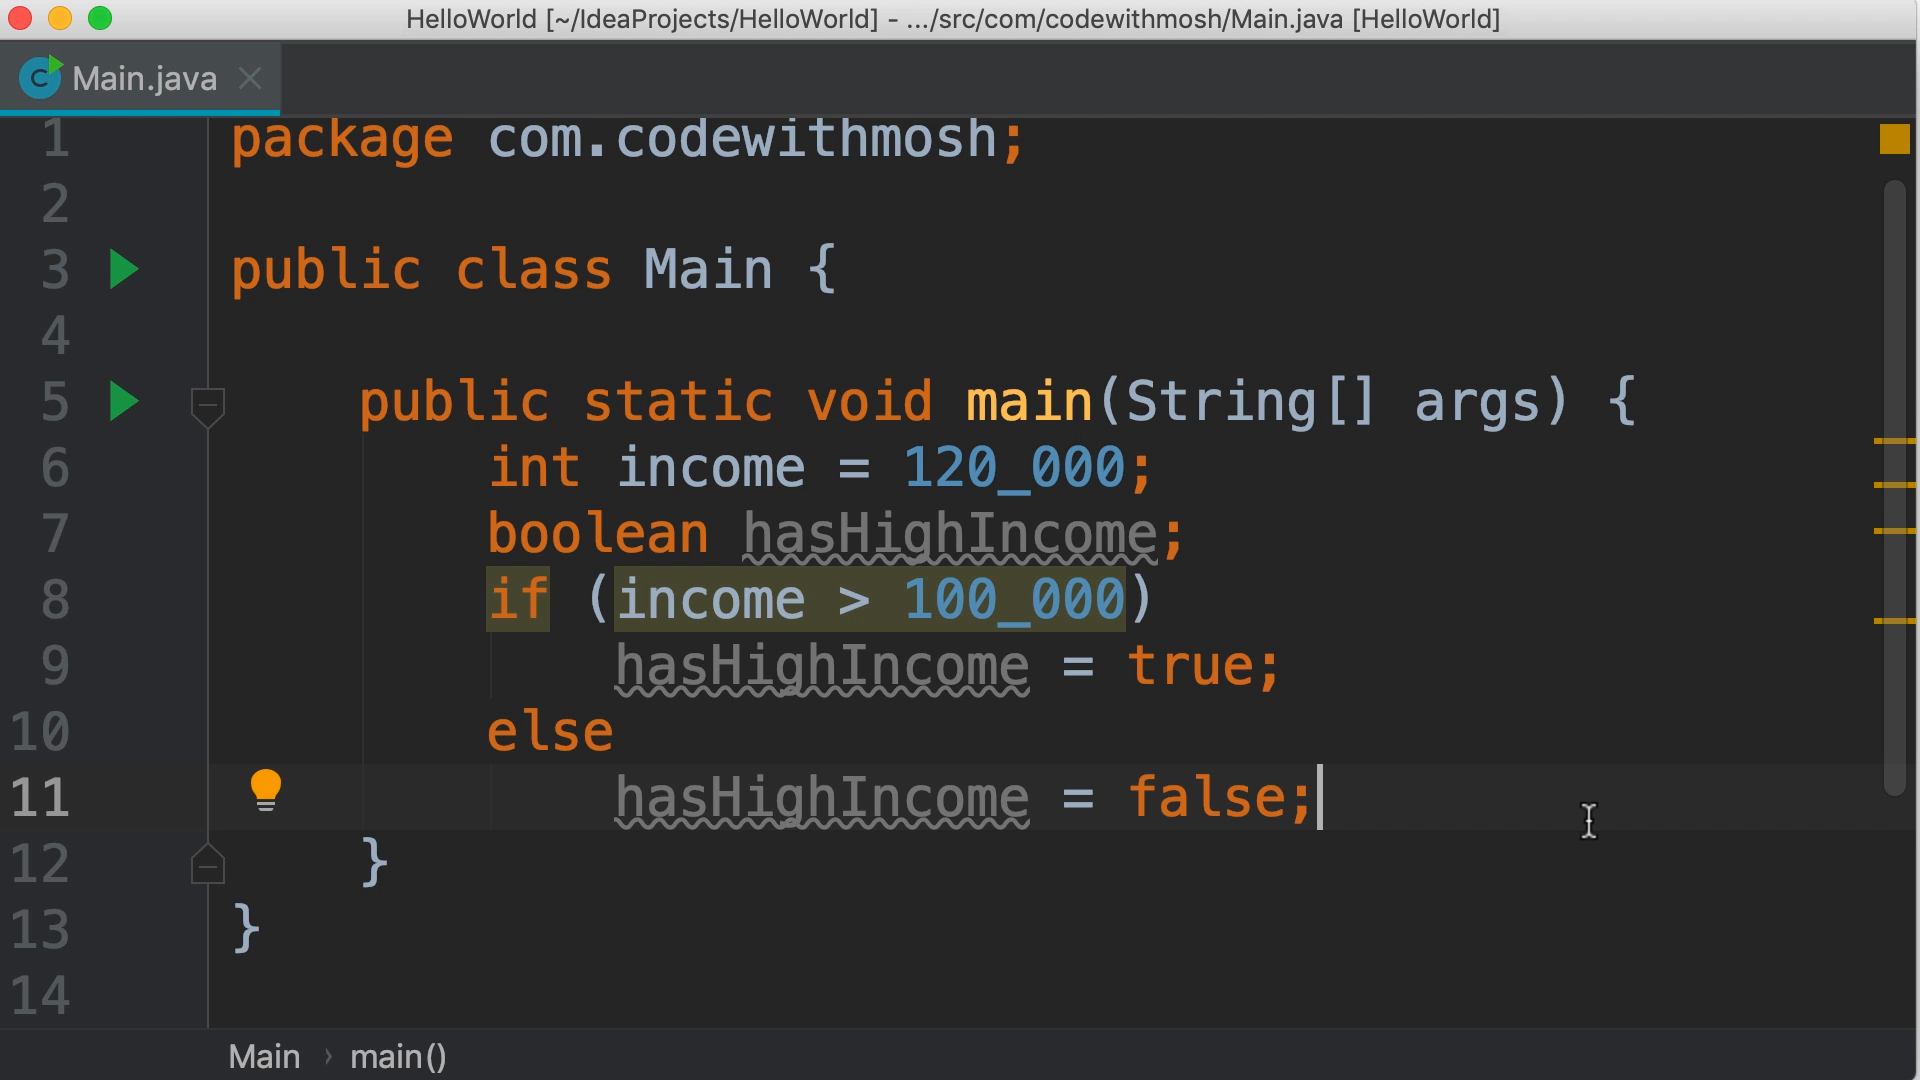 HelloWorld [~/IdeaProjects/HelloWorld] - .../src/com/codewithmosh/Main.java [HelloWorld]
C Main.java
1 package com.codewithmosh;
2
3 public class Main {
4
5     public static void main(String[] args) {
6         int income = 120_000;
7         boolean hasHighIncome;
8         if (income > 100_000)
9             hasHighIncome = true;
10         else
11             hasHighIncome = false;
12     }
13 }
14
Main › main()